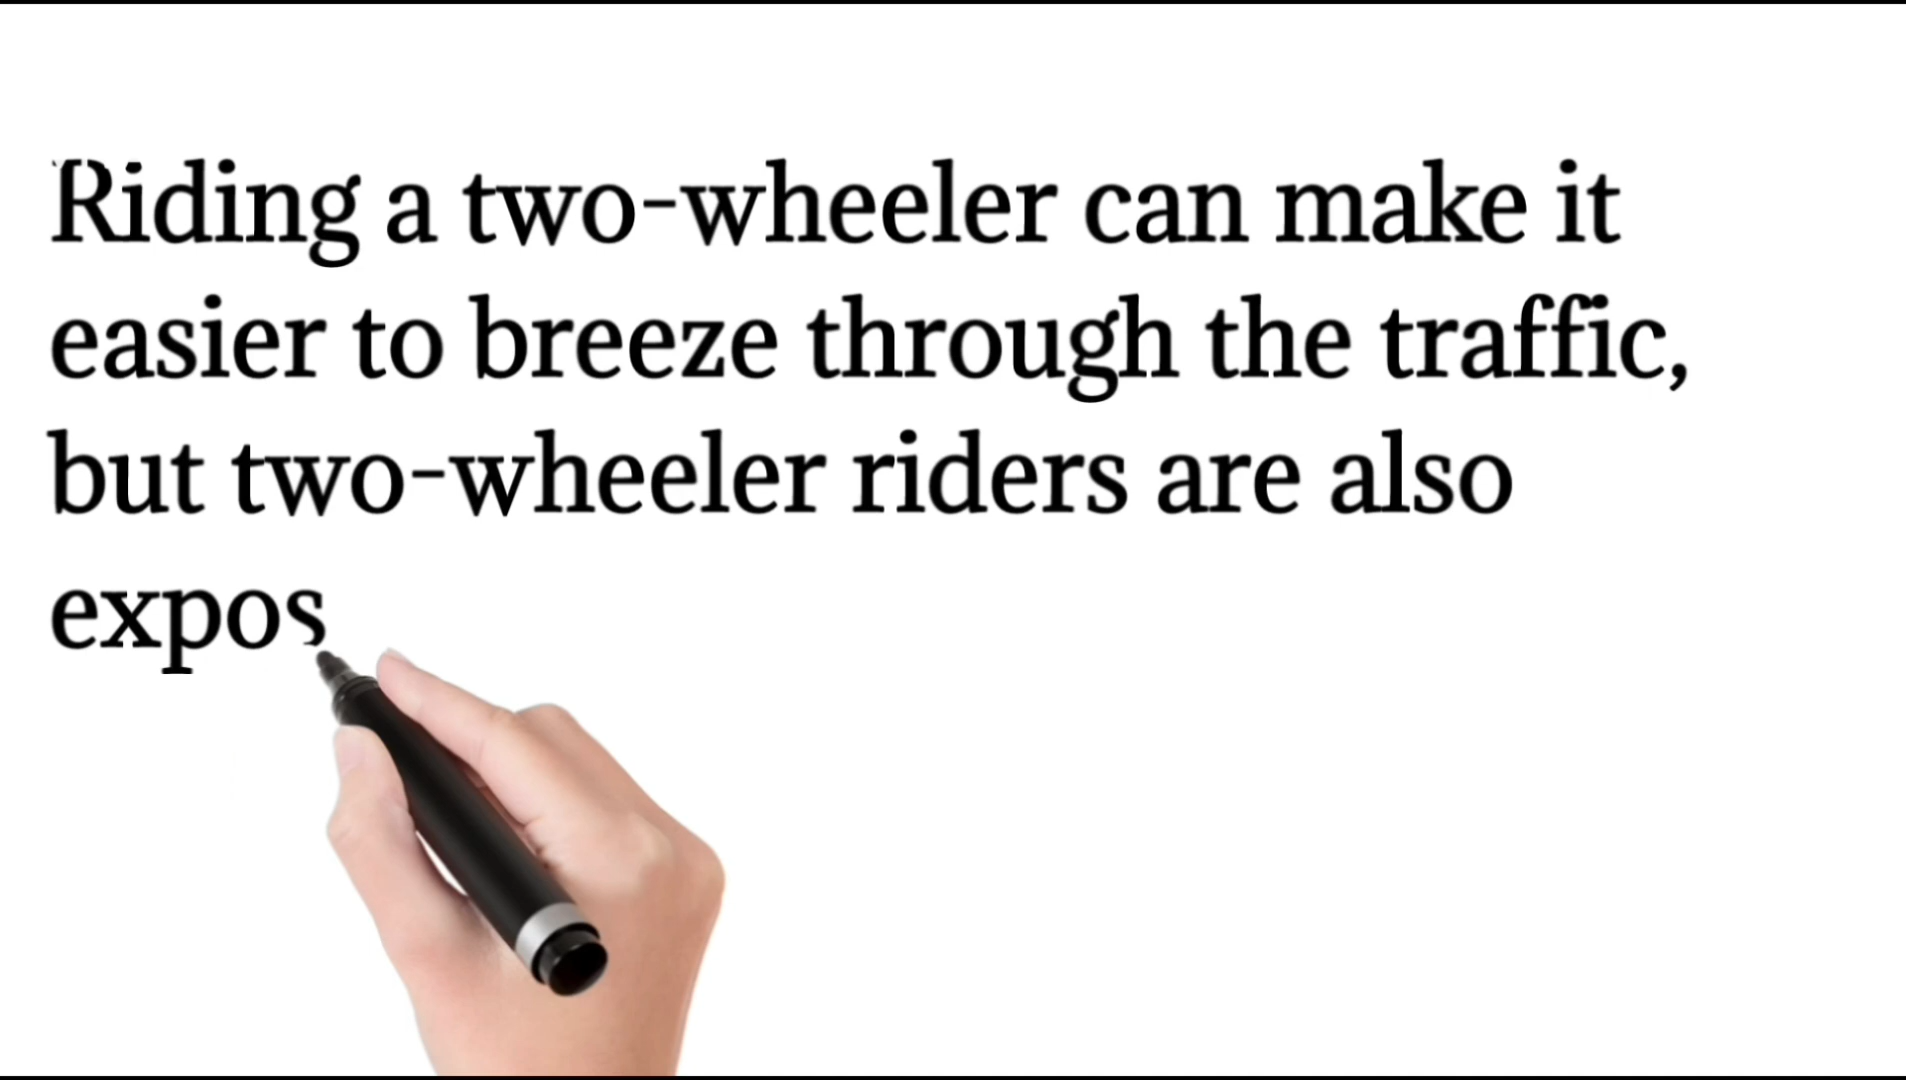 Riding a two-wheeler can make it
easier to breeze through the traffic,
but two-wheeler riders are also
expos